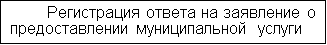 Регистрация ответа на заявление о
предоставлении муниципальной услуги